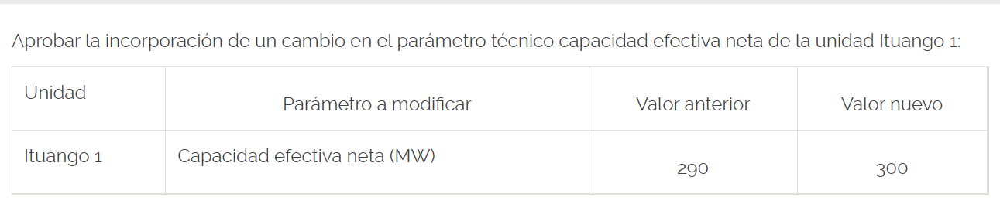 Aprobar la incorporación de un cambio en el parámetro técnico capacidad efectiva neta de la unidad Ituango 1:
Unidad
Parámetro a modificar
Valor anterior
Valor nuevo
Ituango 1
Capacidad efectiva neta (MW)
290
300